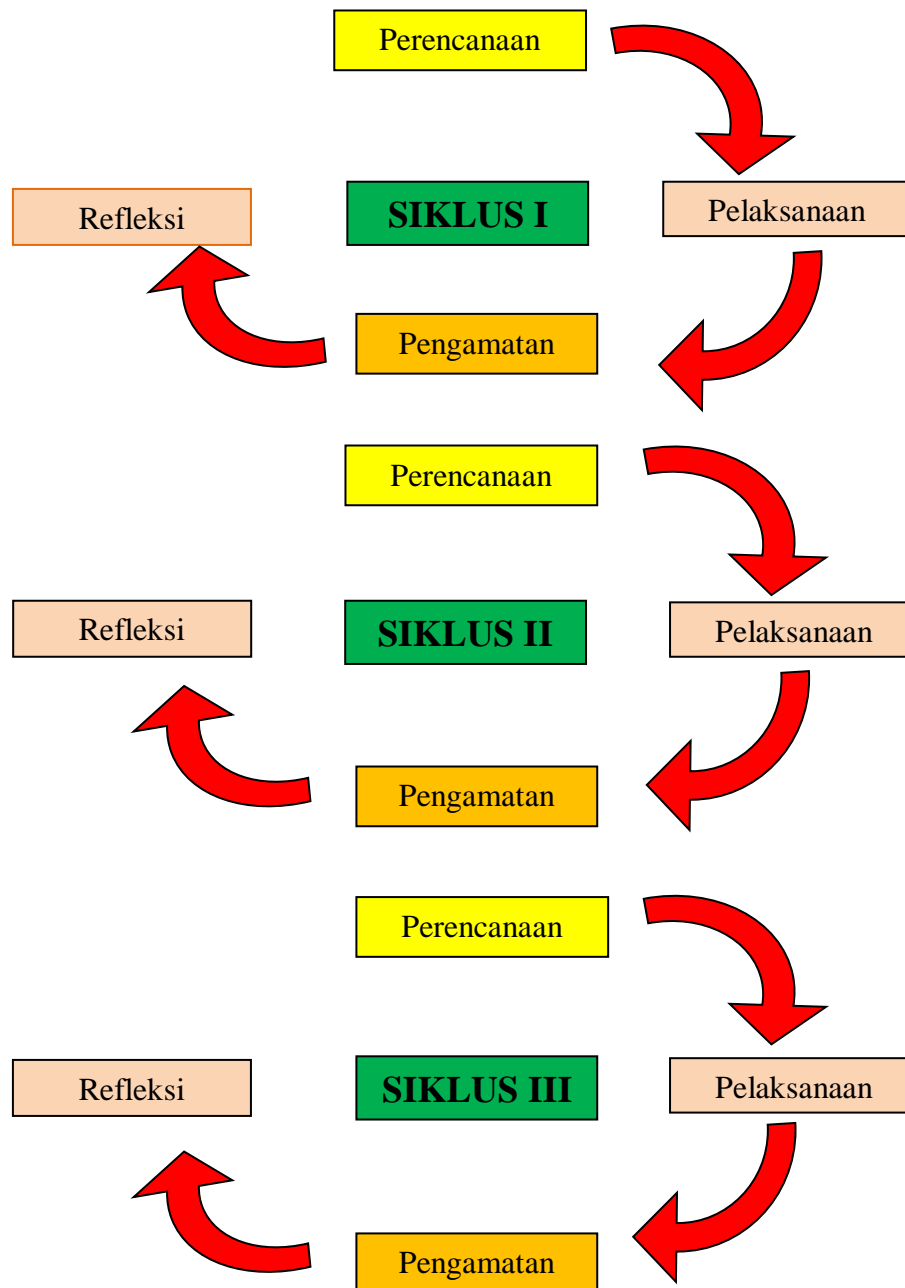 Perencanaan
Refleksi
SIKLUS I
Pelaksanaan
Pengamatan
Perencanaan
Refleksi
SIKLUS II
Pelaksanaan
Pengamatan
Perencanaan
Refleksi
SIKLUS III
Pelaksanaan
Pengamatan